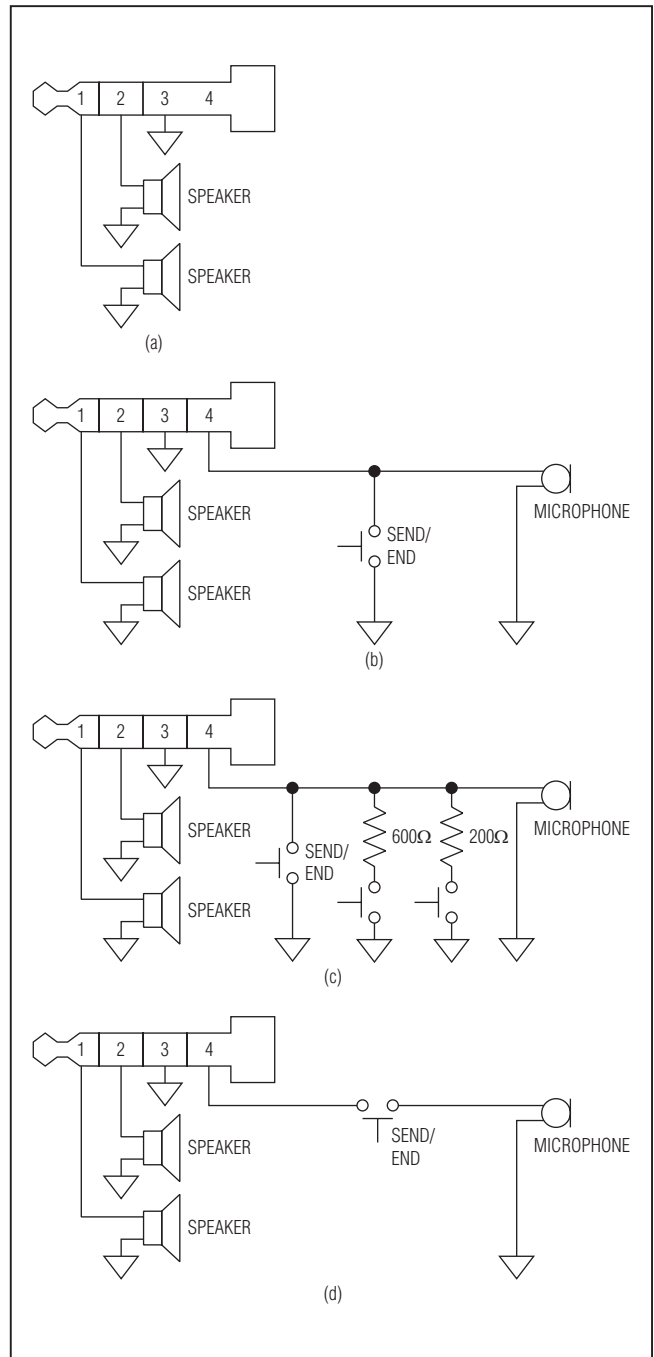 1 2 3 4
SPEAKER
SPEAKER
(a)
1 2 3 4
SPEAKER
SEND/
END
MICROPHONE
SPEAKER
(b)
1 2 3 4
SPEAKER
SEND/
END
600Ω
200Ω
MICROPHONE
SPEAKER
(c)
1 2 3 4
SPEAKER
SEND/
END
MICROPHONE
SPEAKER
(d)